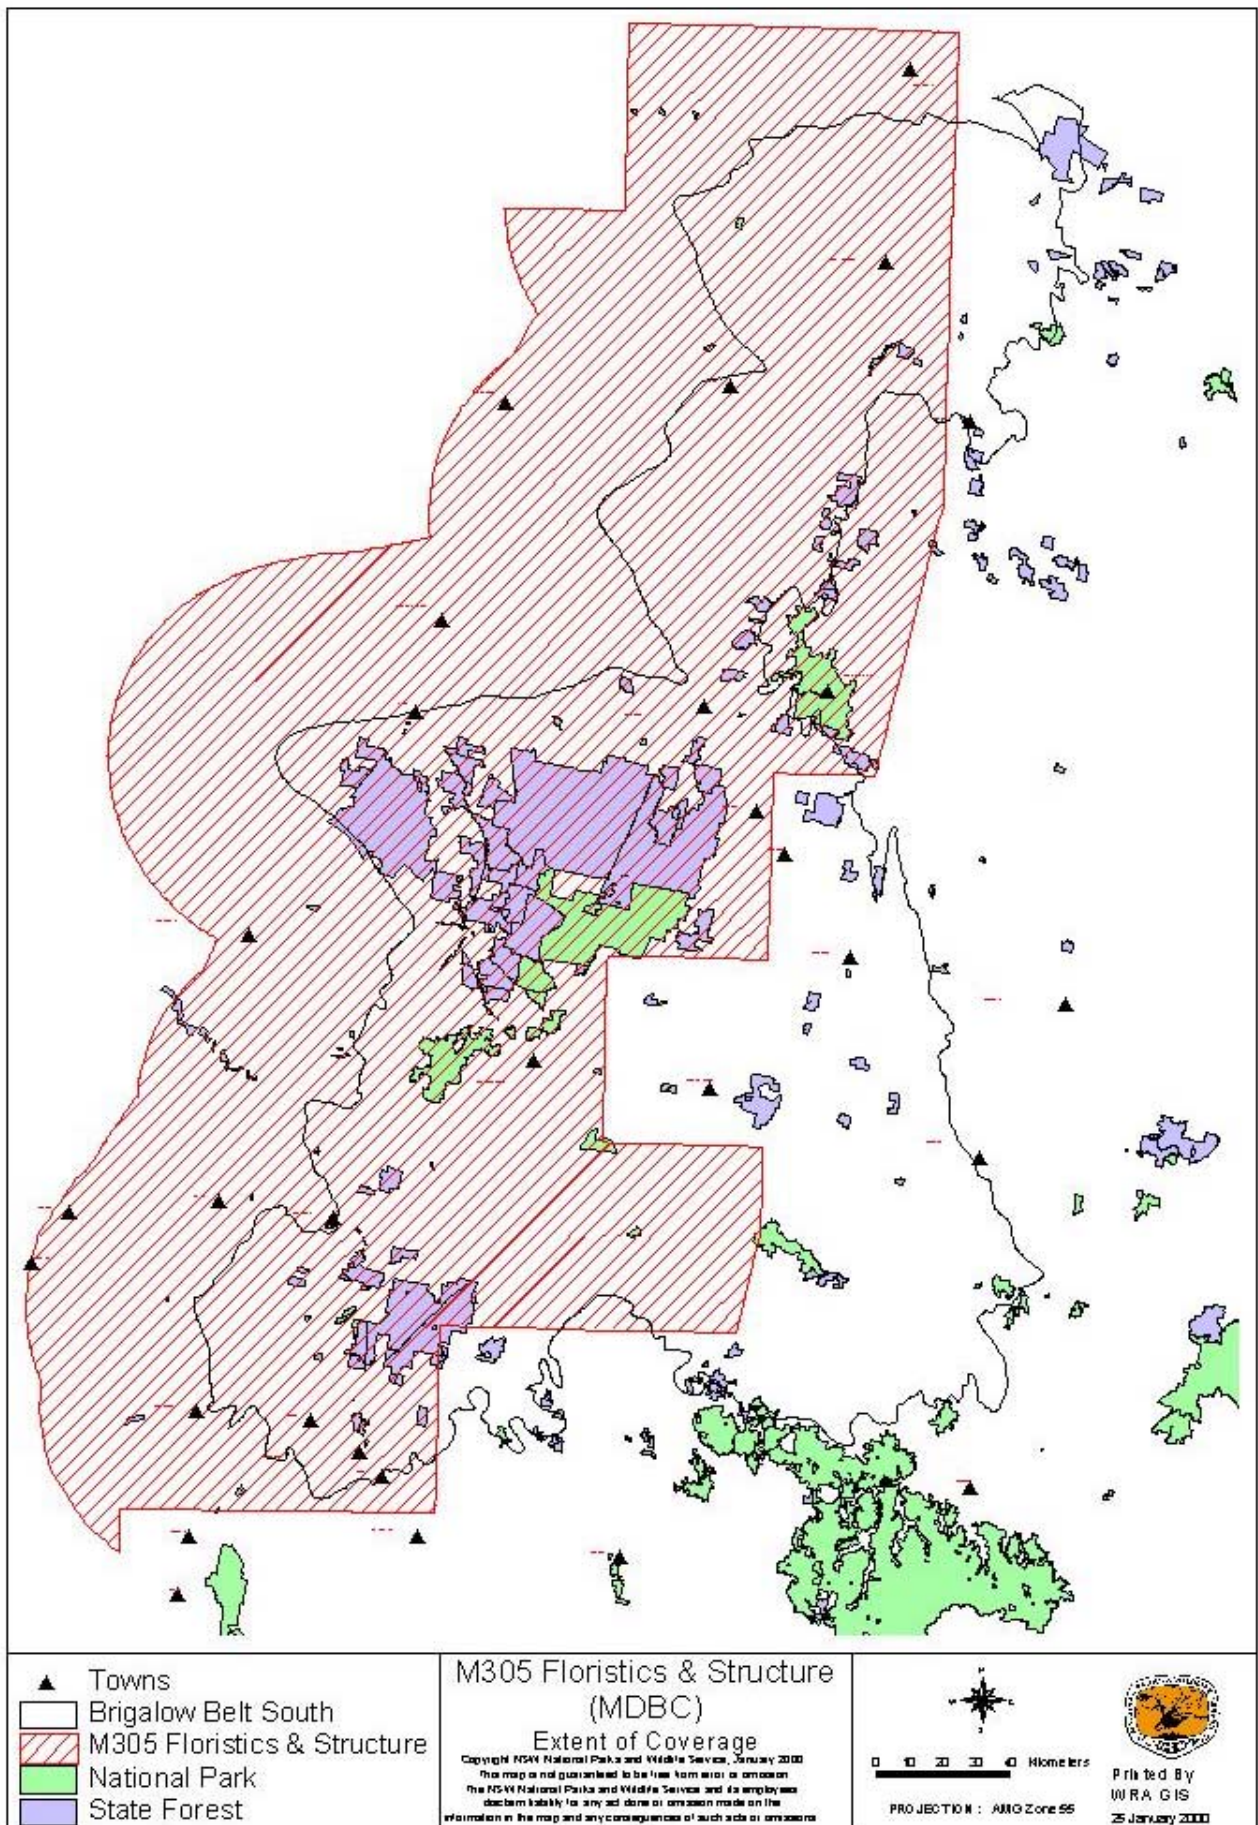 Towns
Brigalow Belt South
M305 Floristics & Structure
National Park
State Forest
M305 Floristics & Structure
(MDBC)
Extent of Coverage
Copyright NSW National Parks and Wildlife Service, January 2000
This map is not guaranteed to be free from error or omission
The NSW National Parks and Wildlife Service and its employees
disclaim liability for any act done or omission made on the
information in the map and any consequences of such acts or omissions
0 10 20 30 40 Kilometers
PROJECTION : AMG Zone 55
Printed By
WRA GIS
25 January 2000